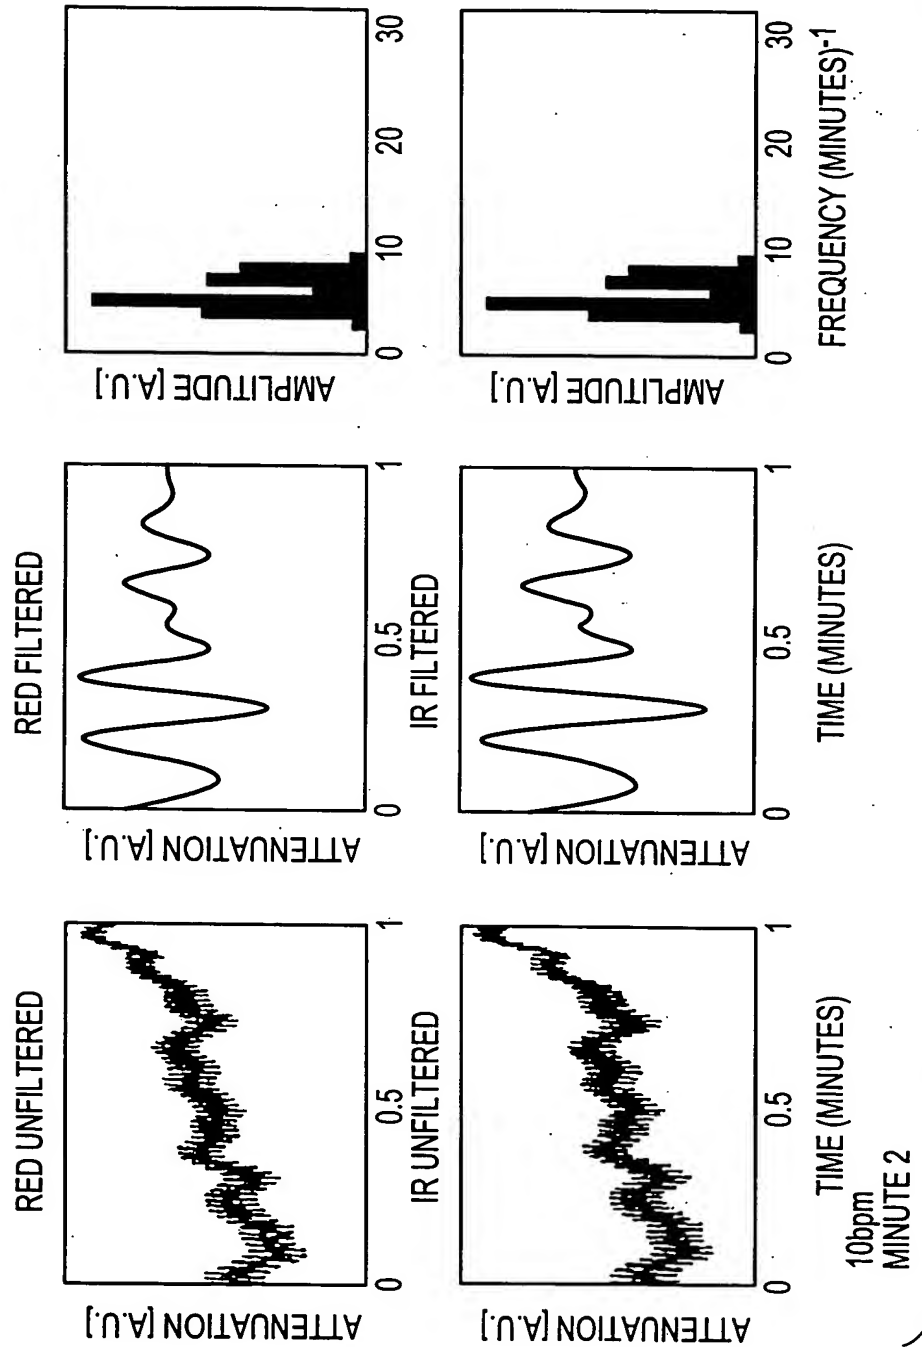 RED UNFILTERED
RED FILTERED
ATTENUATION [A.U.]
ATTENUATION [A.U.]
AMPLITUDE [A.U.]
0 0.5 1
0 0.5 1
0 10 20 30
IR UNFILTERED
IR FILTERED
ATTENUATION [A.U.]
ATTENUATION [A.U.]
AMPLITUDE [A.U.]
0 0.5 1
0 0.5 1
0 10 20 30
TIME (MINUTES)
TIME (MINUTES)
FREQUENCY (MINUTES)⁻¹
10bpm
MINUTE 2